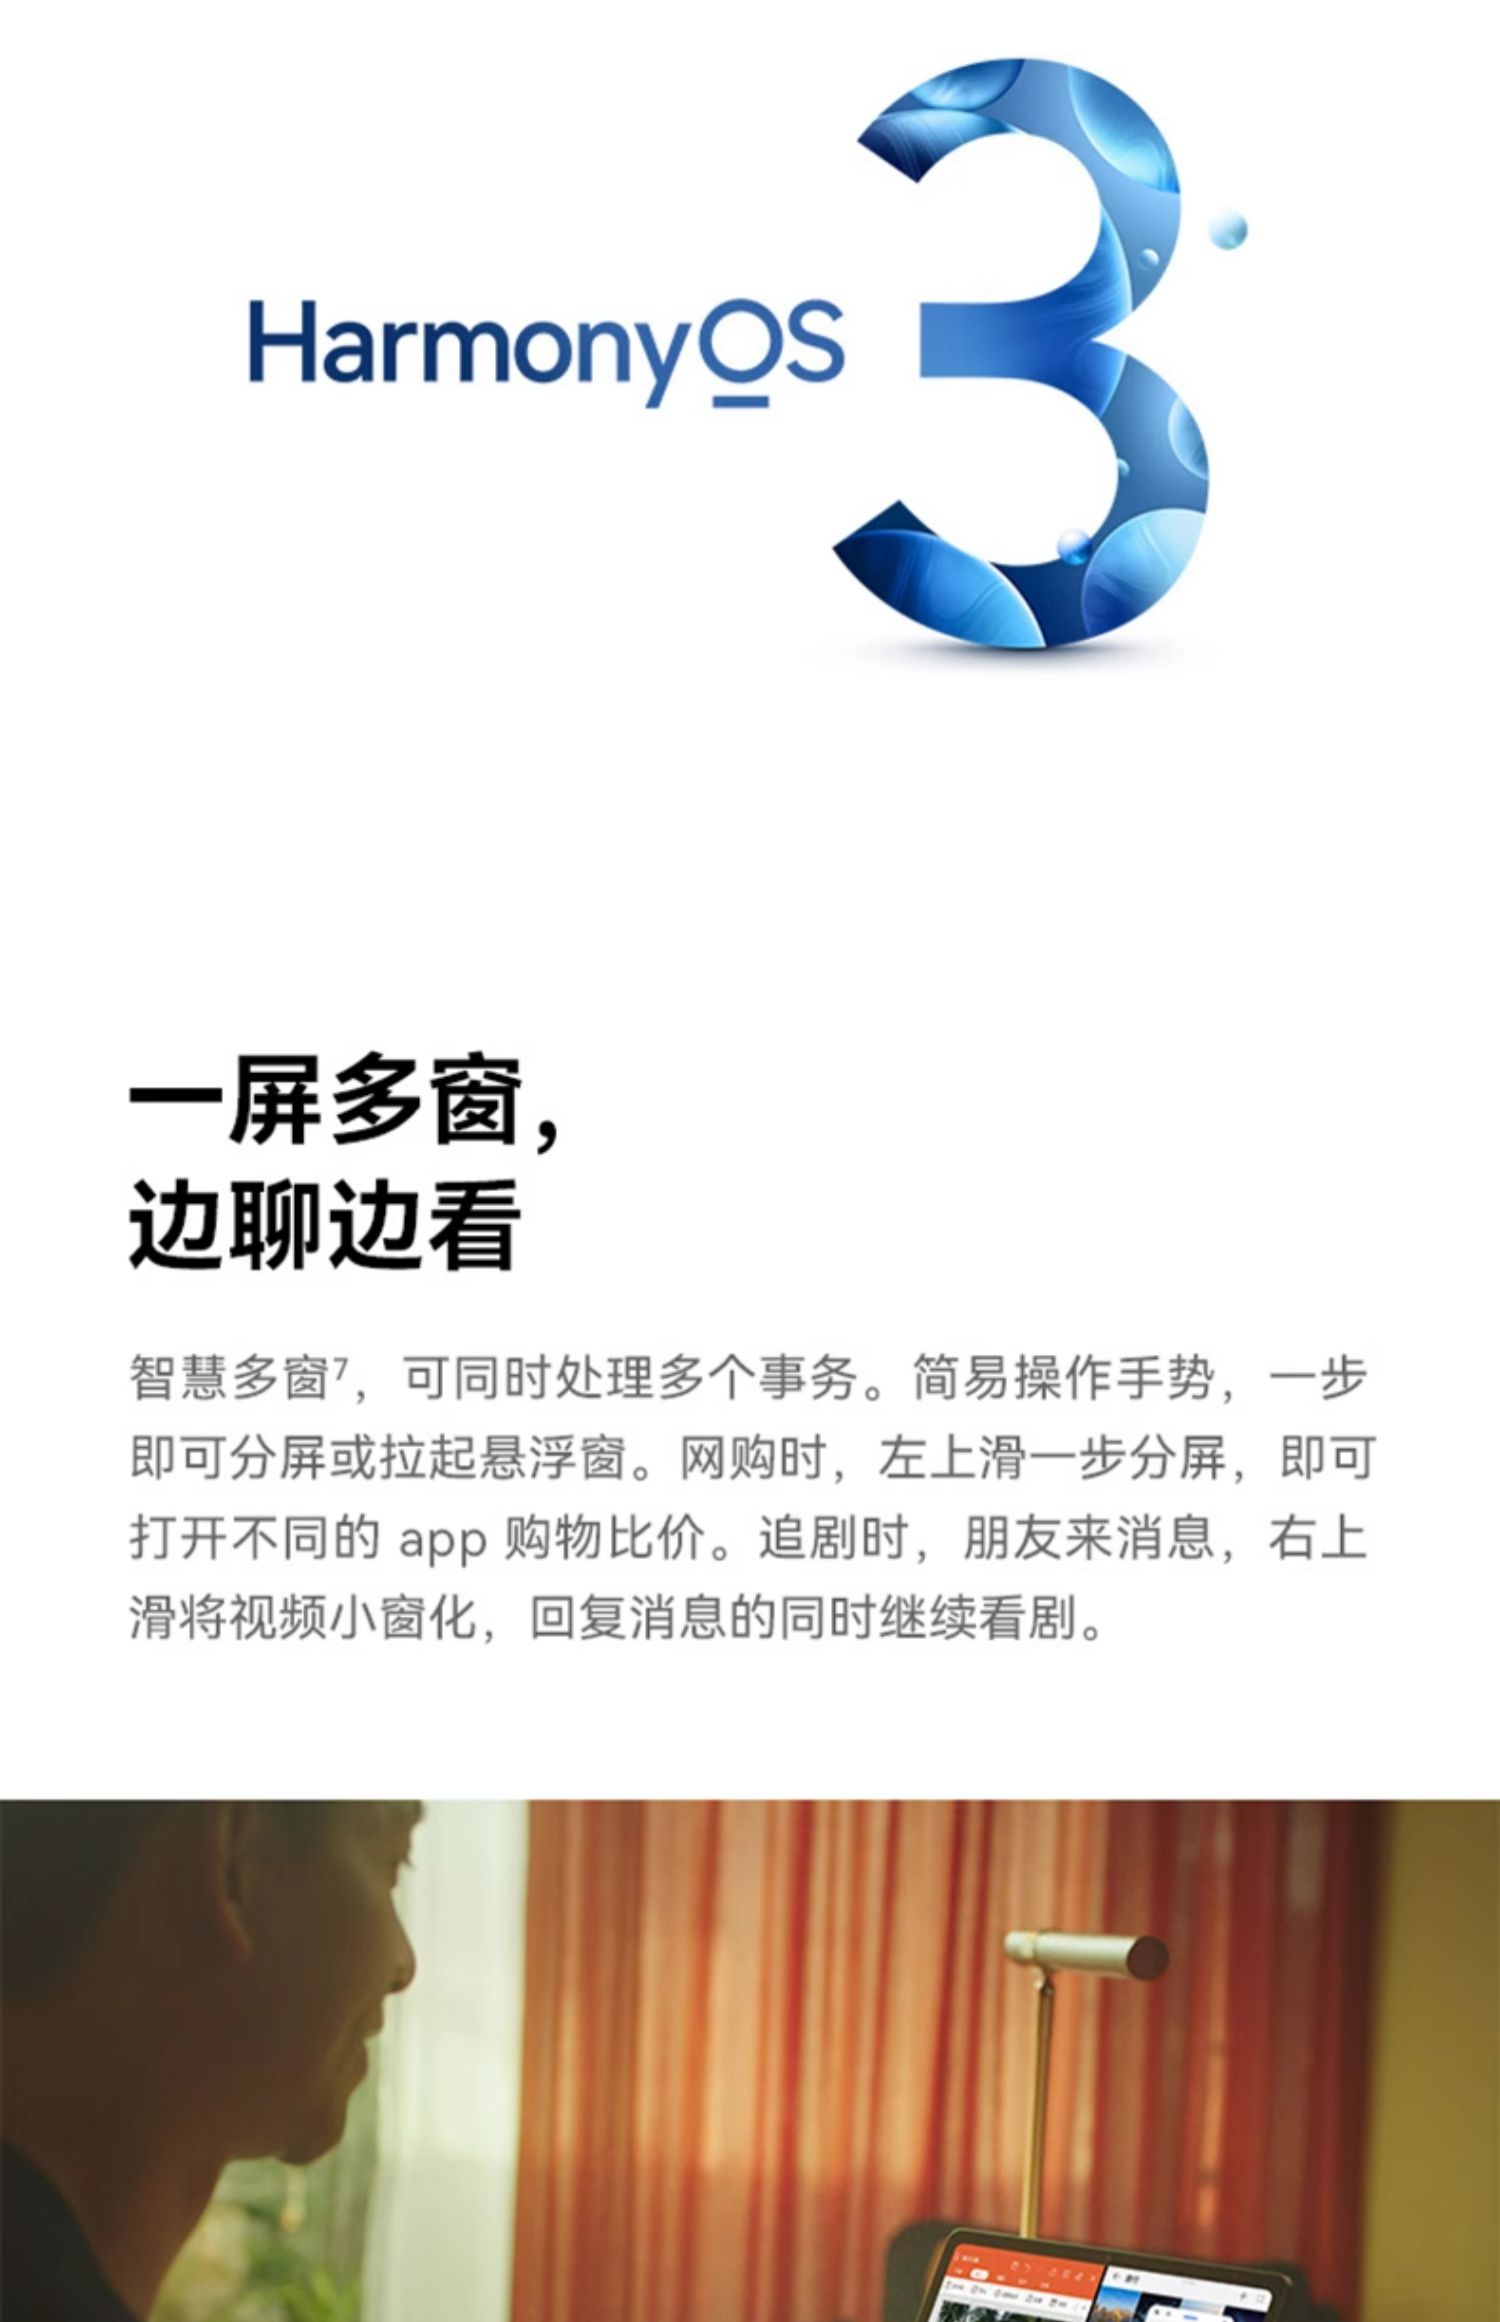 HarmonyOS 3
一屏多窗，
边聊边看
智慧多窗⁷，可同时处理多个事务。简易操作手势，一步
即可分屏或拉起悬浮窗。网购时，左上滑一步分屏，即可
打开不同的 app 购物比价。追剧时，朋友来消息，右上
滑将视频小窗化，回复消息的同时继续看剧。